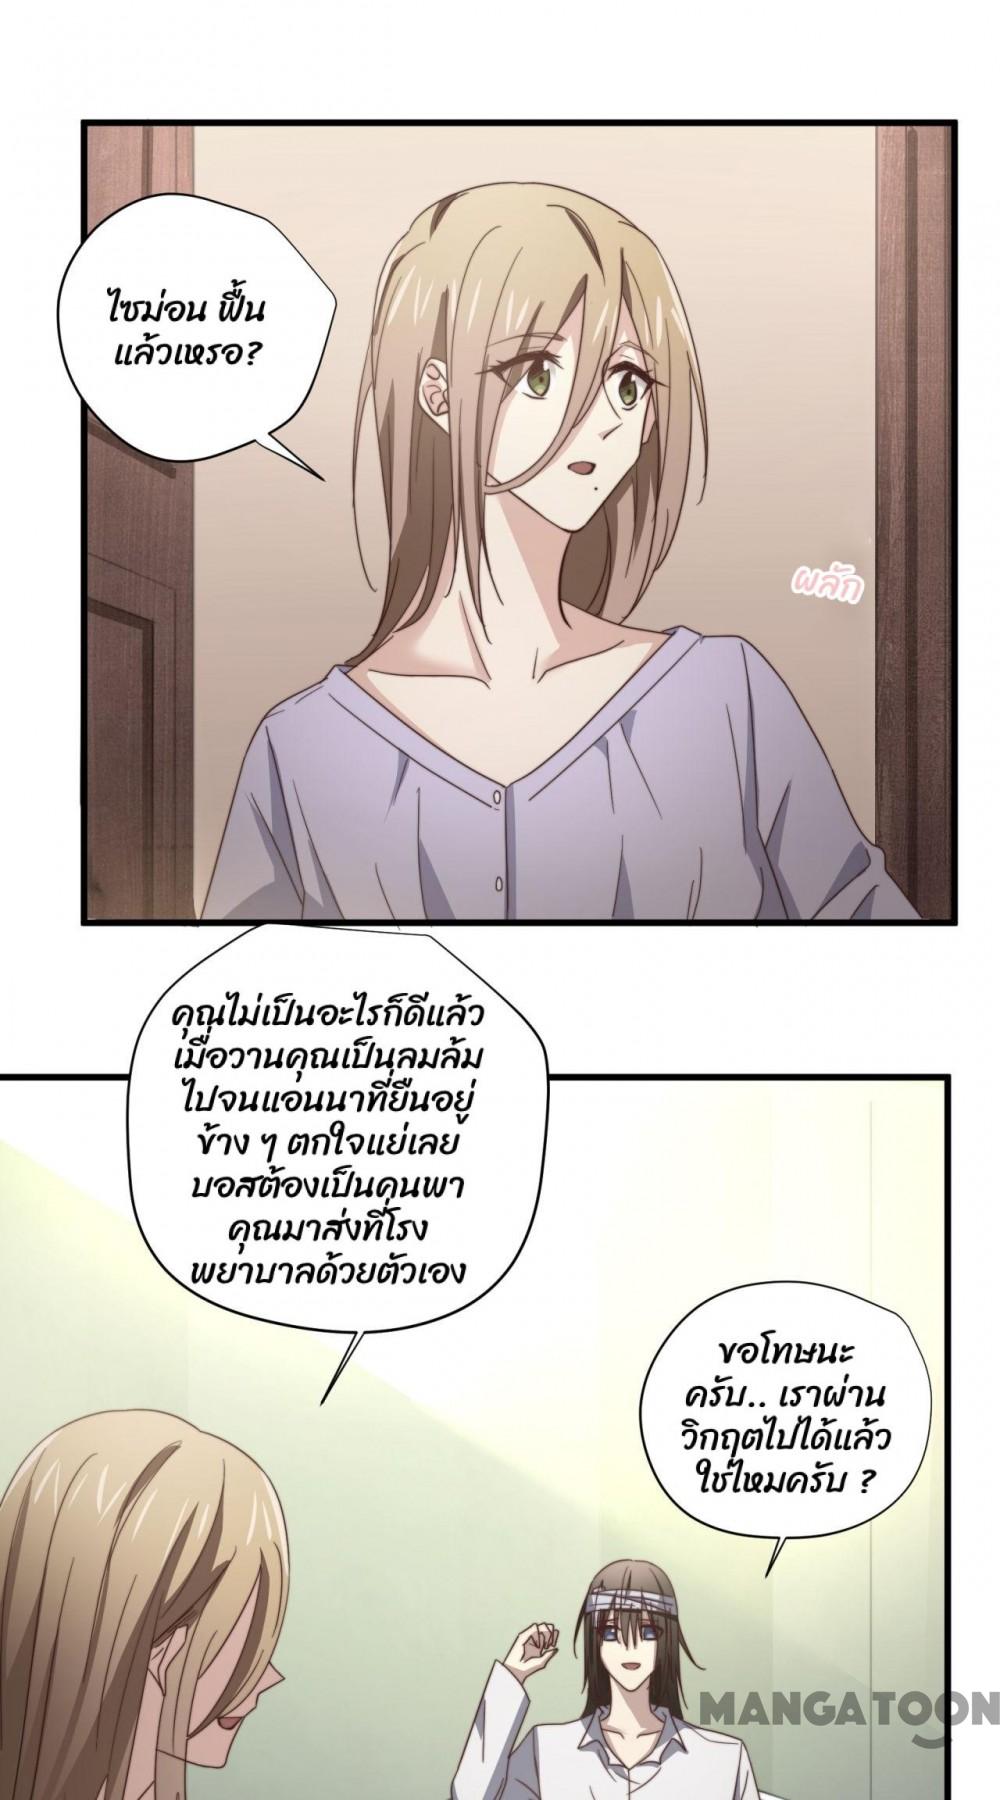 ไซม่อน ฟื้น
แล้วเหรอ?
ผลัก
คุณไม่เป็นอะไรก็ดีแล้ว
เมื่อวานคุณเป็นลมล้ม
ไปจนแอนนาที่ยืนอยู่
ข้าง ๆ ตกใจแย่เลย
บอสต้องเป็นคนพา
คุณมาส่งที่โรง
พยาบาลด้วยตัวเอง
ขอโทษนะ
ครับ.. เราผ่าน
วิกฤตไปได้แล้ว
ใช่ไหมครับ ?
MANGATOON